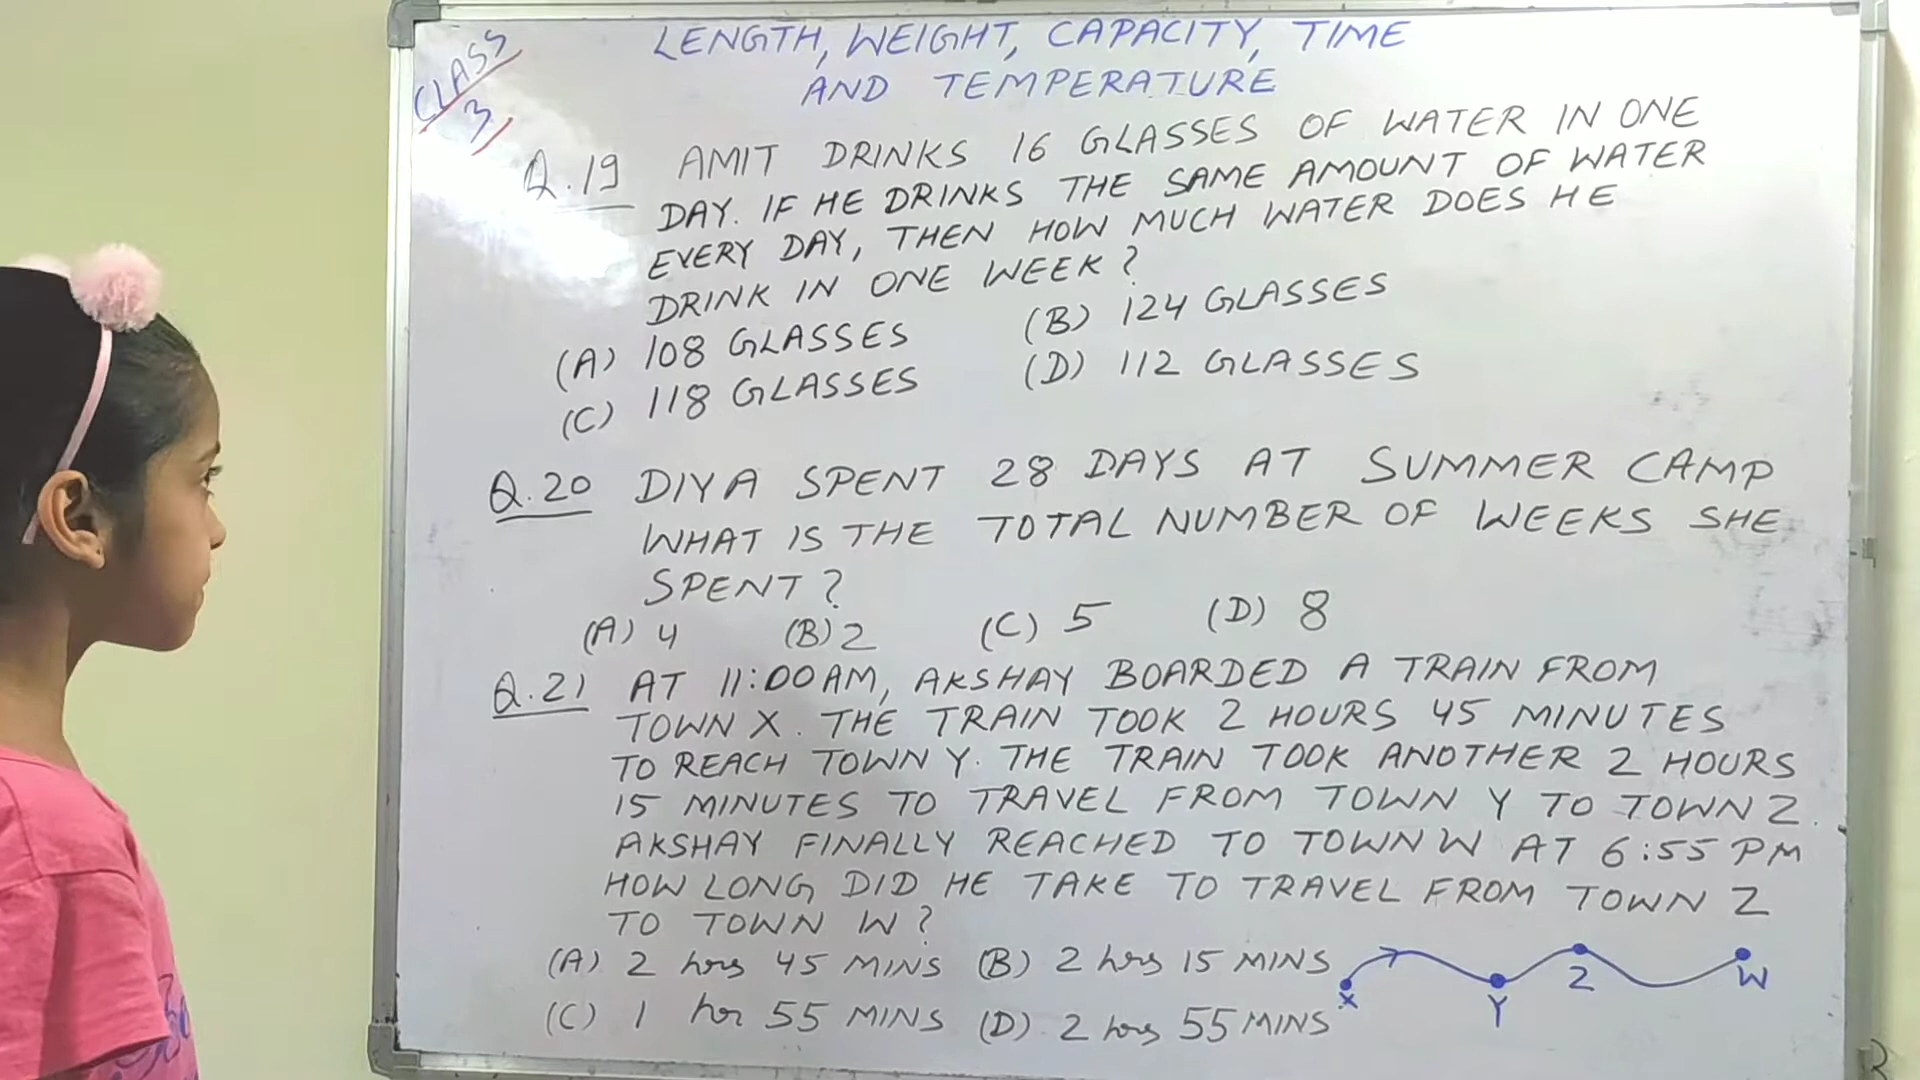 CLASS
3
LENGTH, WEIGHT, CAPACITY, TIME
AND TEMPERATURE
Q.19 AMIT DRINKS 16 GLASSES OF WATER IN ONE
DAY. IF HE DRINKS THE SAME AMOUNT OF WATER
EVERY DAY, THEN HOW MUCH WATER DOES HE
DRINK IN ONE WEEK?
(A) 108 GLASSES (B) 124 GLASSES
(C) 118 GLASSES (D) 112 GLASSES
Q.20 DIYA SPENT 28 DAYS AT SUMMER CAMP
WHAT IS THE TOTAL NUMBER OF WEEKS SHE
SPENT?
(A) 4 (B) 2 (C) 5 (D) 8
Q.21 AT 11:00AM, AKSHAY BOARDED A TRAIN FROM
TOWN X. THE TRAIN TOOK 2 HOURS 45 MINUTES
TO REACH TOWN Y. THE TRAIN TOOK ANOTHER 2 HOURS
15 MINUTES TO TRAVEL FROM TOWN Y TO TOWN Z.
AKSHAY FINALLY REACHED TO TOWN W AT 6:55 PM
HOW LONG DID HE TAKE TO TRAVEL FROM TOWN Z
TO TOWN W?
(A) 2 hrs 45 MINS (B) 2 hrs 15 MINS
(C) 1 hr 55 MINS (D) 2 hrs 55 MINS
X Y Z W